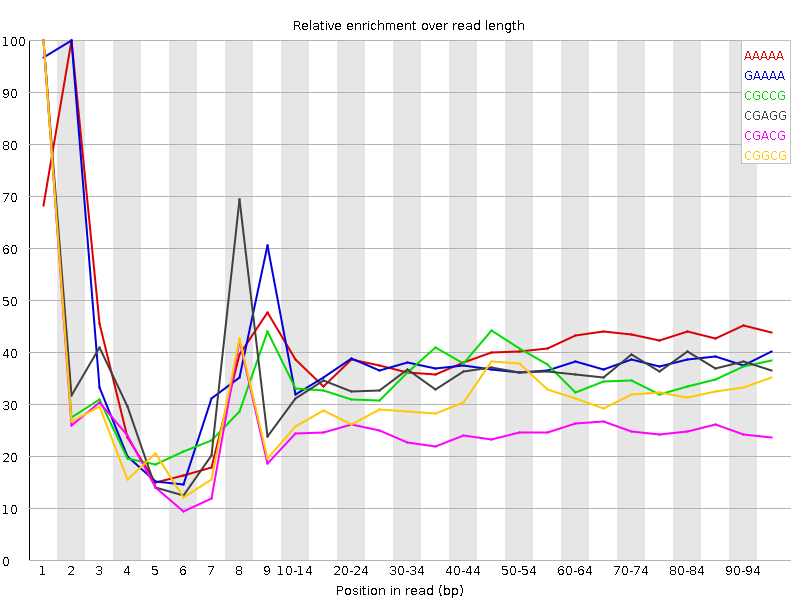 Relative enrichment over read length
100
90
80
70
60
50
40
30
20
10
0
AAAAA
GAAAA
CGCCG
CGAGG
CGACG
CGGCG
1 2 3 4 5 6 7 8 9 10-14 20-24 30-34 40-44 50-54 60-64 70-74 80-84 90-94
Position in read (bp)